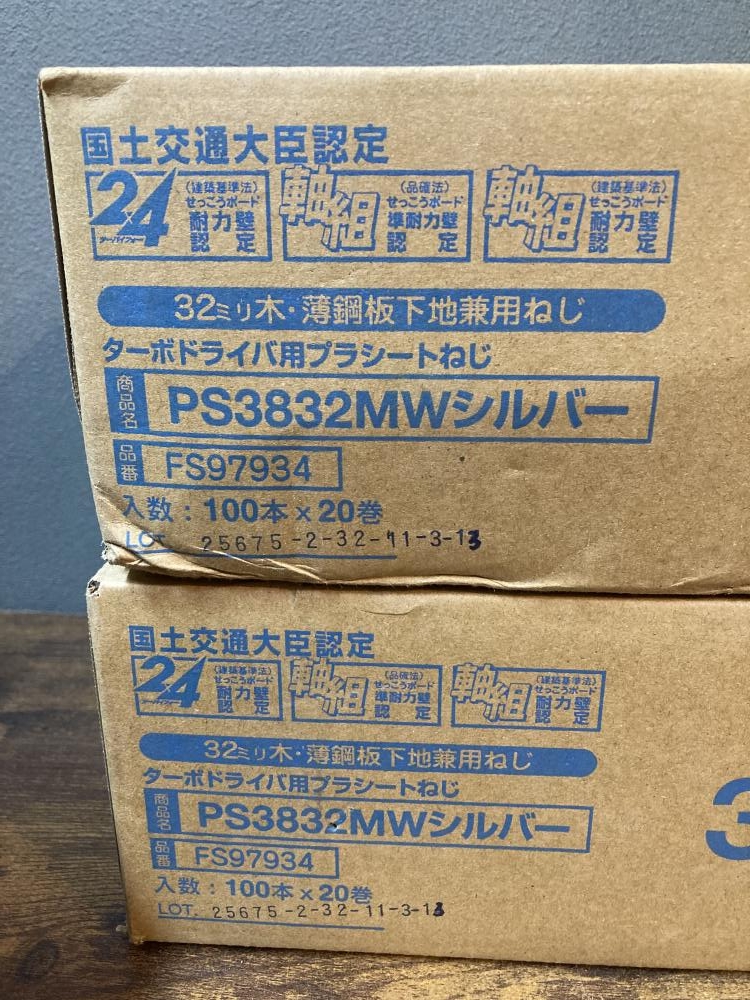 国土交通大臣認定
2×4
ターバイフォー
(建築基準法)
せっこうボード
耐力壁
認定
軸組
(品確法)
せっこうボード
準耐力壁
認定
軸組
(建築基準法)
せっこうボード
耐力壁
認定
32ミリ木・薄鋼板下地兼用ねじ
ターボドライバ用プラシートねじ
商品名 PS3832MWシルバー
品番 FS97934
入数:100本×20巻
LOT. 25675-2-32-11-3-13
国土交通大臣認定
2×4
(建築基準法)
せっこうボード
耐力壁
認定
軸組
(品確法)
せっこうボード
準耐力壁
認定
軸組
(建築基準法)
せっこうボード
耐力壁
認定
32ミリ木・薄鋼板下地兼用ねじ
ターボドライバ用プラシートねじ
商品名 PS3832MWシルバー
品番 FS97934
入数:100本×20巻
LOT. 25675-2-32-11-3-13
3